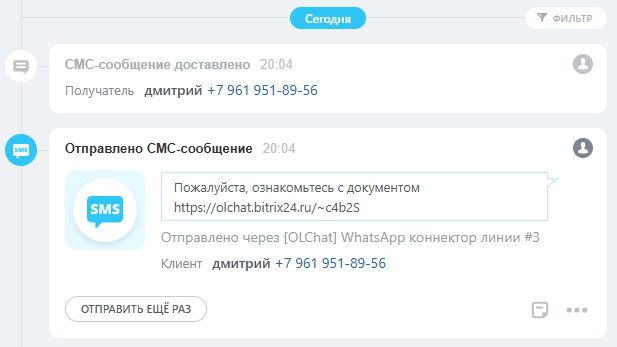 Сегодня
ФИЛЬТР
СМС-сообщение доставлено 20:04
Получатель дмитрий +7 961 951-89-56
Отправлено СМС-сообщение 20:04
SMS
SMS
Пожалуйста, ознакомьтесь с документом
https://olchat.bitrix24.ru/~c4b2S
Отправлено через [OLChat] WhatsApp коннектор линии #3
Клиент дмитрий +7 961 951-89-56
ОТПРАВИТЬ ЕЩЁ РАЗ